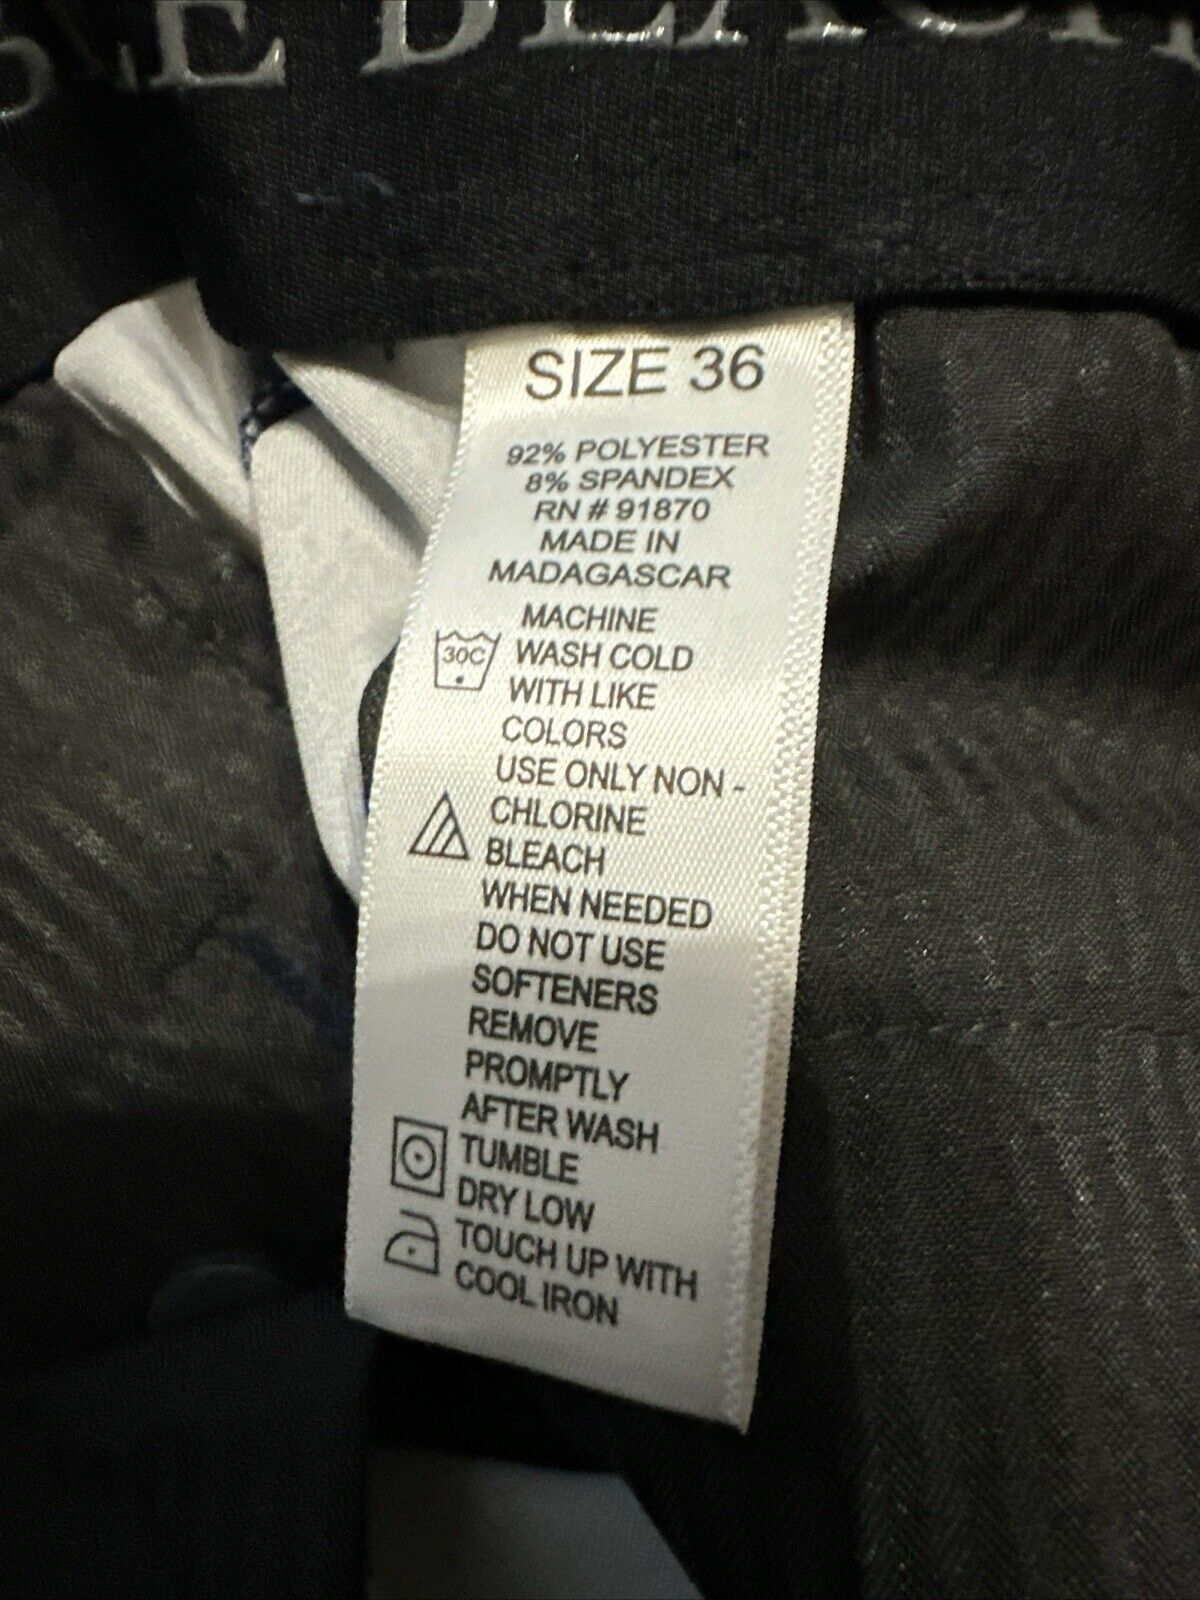 SIZE 36
92% POLYESTER
8% SPANDEX
RN # 91870
MADE IN
MADAGASCAR
MACHINE
30C WASH COLD
WITH LIKE
COLORS
USE ONLY NON -
CHLORINE
BLEACH
WHEN NEEDED
DO NOT USE
SOFTENERS
REMOVE
PROMPTLY
AFTER WASH
TUMBLE
DRY LOW
TOUCH UP WITH
COOL IRON